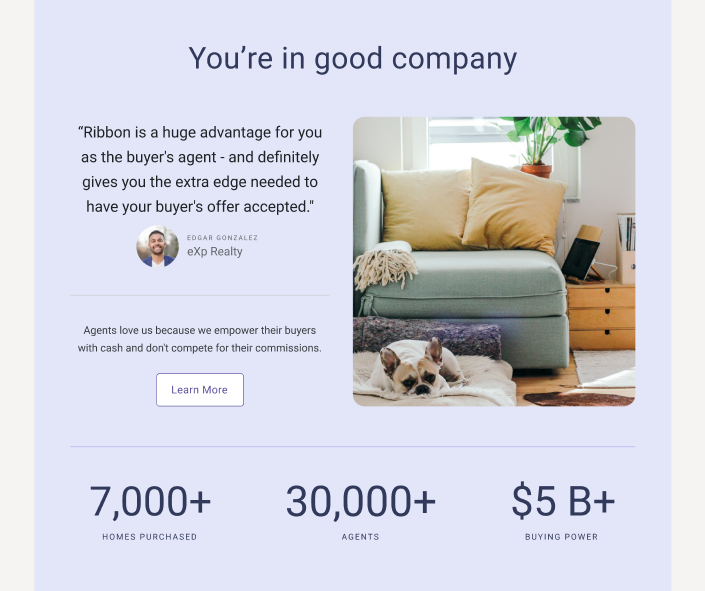 You’re in good company
“Ribbon is a huge advantage for you
as the buyer's agent - and definitely
gives you the extra edge needed to
have your buyer's offer accepted."
EDGAR GONZALEZ
eXp Realty
Agents love us because we empower their buyers
with cash and don't compete for their commissions.
Learn More
7,000+ 30,000+ $5 B+
HOMES PURCHASED AGENTS BUYING POWER